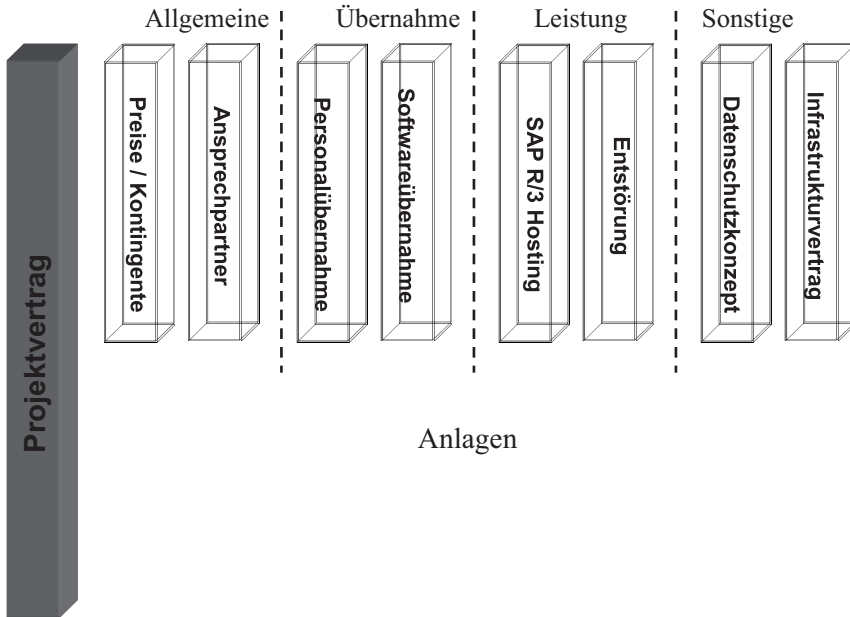 Allgemeine
Übernahme
Leistung
Sonstige
Projektvertrag
Preise / Kontingente
Ansprechpartner
Personalübernahme
Softwareübernahme
SAP R/3 Hosting
Entstörung
Datenschutzkonzept
Infrastrukturvertrag
Anlagen